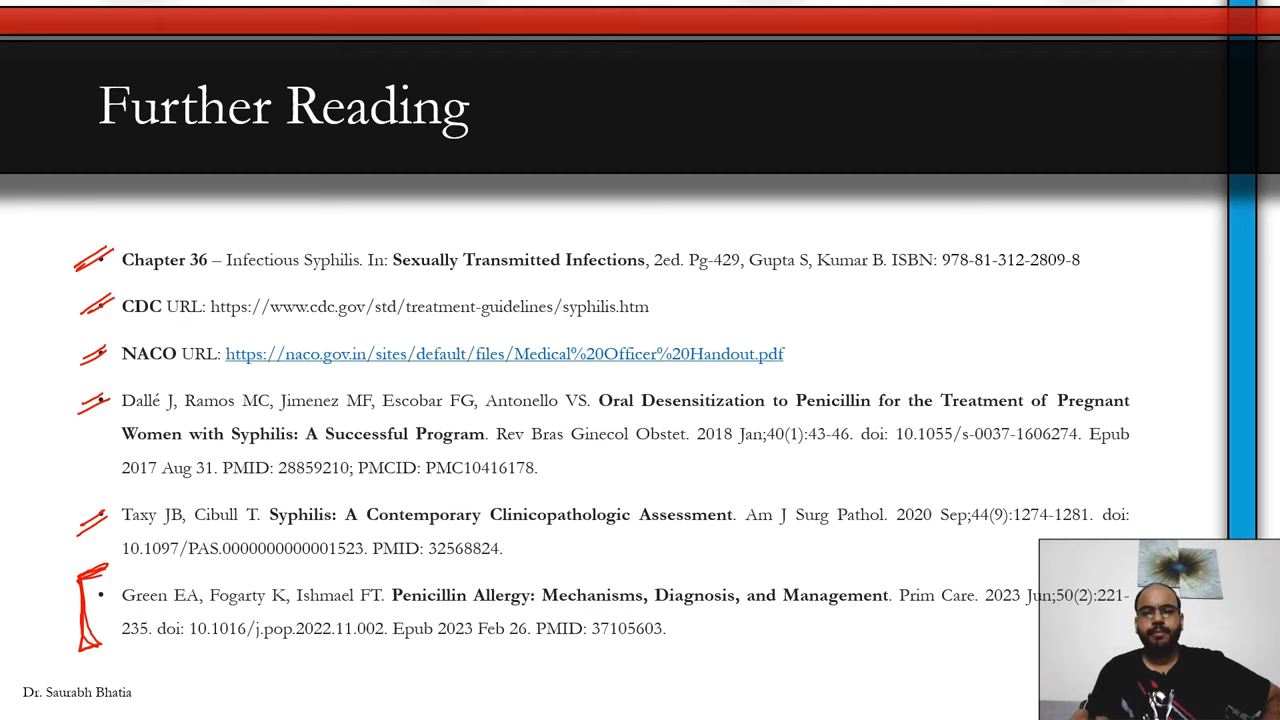 Further Reading
• Chapter 36 – Infectious Syphilis. In: Sexually Transmitted Infections, 2ed. Pg-429, Gupta S, Kumar B. ISBN: 978-81-312-2809-8
• CDC URL: https://www.cdc.gov/std/treatment-guidelines/syphilis.htm
• NACO URL: https://naco.gov.in/sites/default/files/Medical%20Officer%20Handout.pdf
• Dallé J, Ramos MC, Jimenez MF, Escobar FG, Antonello VS. Oral Desensitization to Penicillin for the Treatment of Pregnant
Women with Syphilis: A Successful Program. Rev Bras Ginecol Obstet. 2018 Jan;40(1):43-46. doi: 10.1055/s-0037-1606274. Epub
2017 Aug 31. PMID: 28859210; PMCID: PMC10416178.
• Taxy JB, Cibull T. Syphilis: A Contemporary Clinicopathologic Assessment. Am J Surg Pathol. 2020 Sep;44(9):1274-1281. doi:
10.1097/PAS.0000000000001523. PMID: 32568824.
• Green EA, Fogarty K, Ishmael FT. Penicillin Allergy: Mechanisms, Diagnosis, and Management. Prim Care. 2023 Jun;50(2):221-
235. doi: 10.1016/j.pop.2022.11.002. Epub 2023 Feb 26. PMID: 37105603.
Dr. Saurabh Bhatia